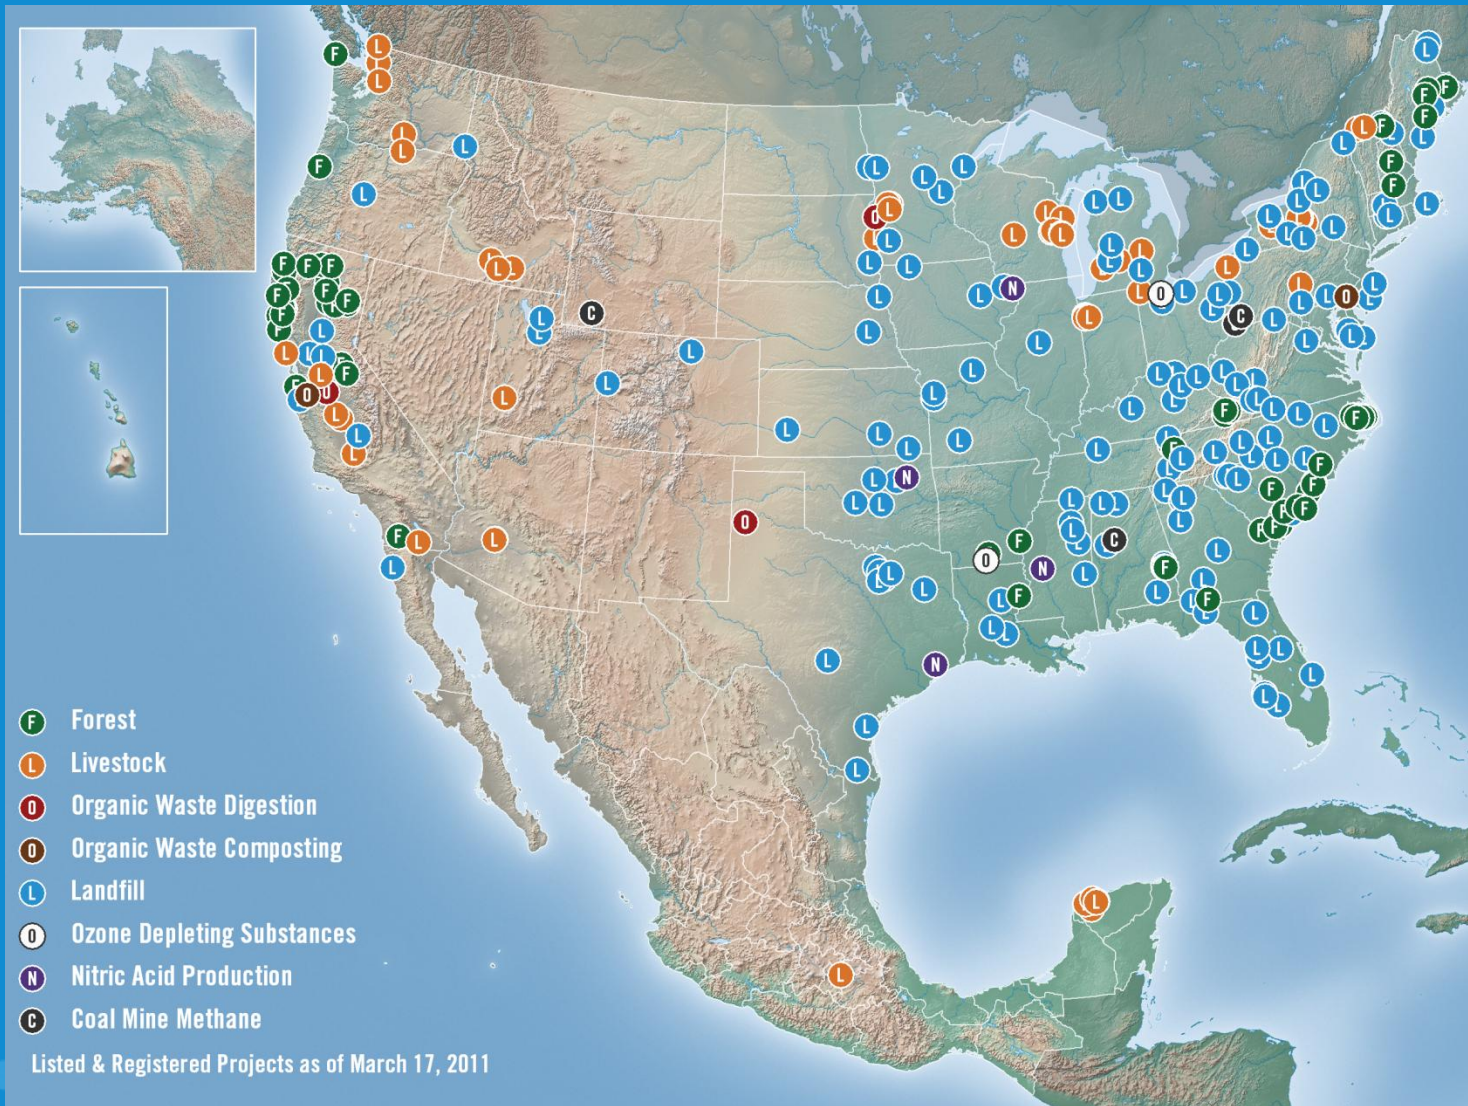 F Forest
L Livestock
O Organic Waste Digestion
O Organic Waste Composting
L Landfill
O Ozone Depleting Substances
N Nitric Acid Production
C Coal Mine Methane
Listed & Registered Projects as of March 17, 2011